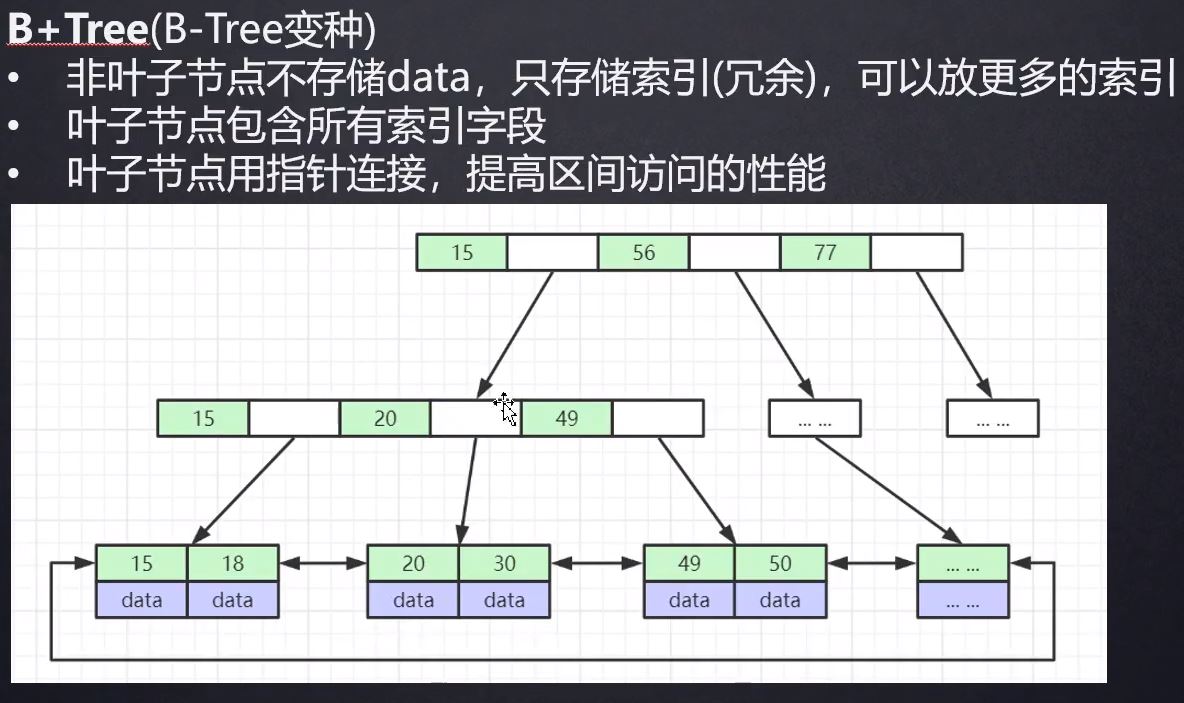 B+Tree(B-Tree变种)
• 非叶子节点不存储data，只存储索引(冗余)，可以放更多的索引
• 叶子节点包含所有索引字段
• 叶子节点用指针连接，提高区间访问的性能
15 56 77
15 20 49 ... ... ... ...
15 18 20 30 49 50 ... ...
data data data data data data ... ...